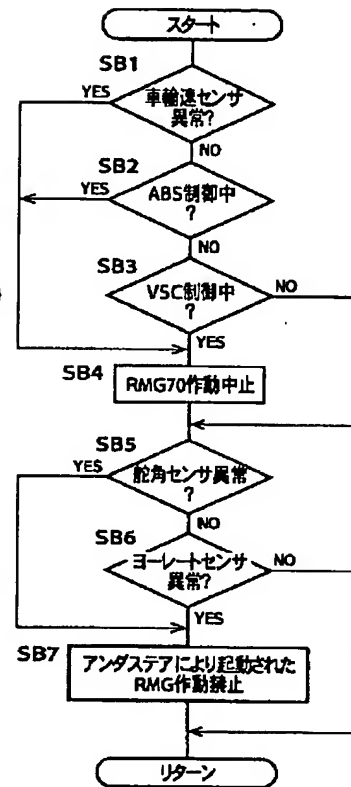 スタート
SB1
YES
車輪速センサ
異常?
NO
SB2
YES
ABS制御中
?
NO
SB3
VSC制御中
?
NO
YES
SB4
RMG70作動中止
SB5
YES
舵角センサ異常
?
NO
SB6
ヨーレートセンサ
異常?
NO
YES
SB7
アンダステアにより起動された
RMG作動禁止
リターン